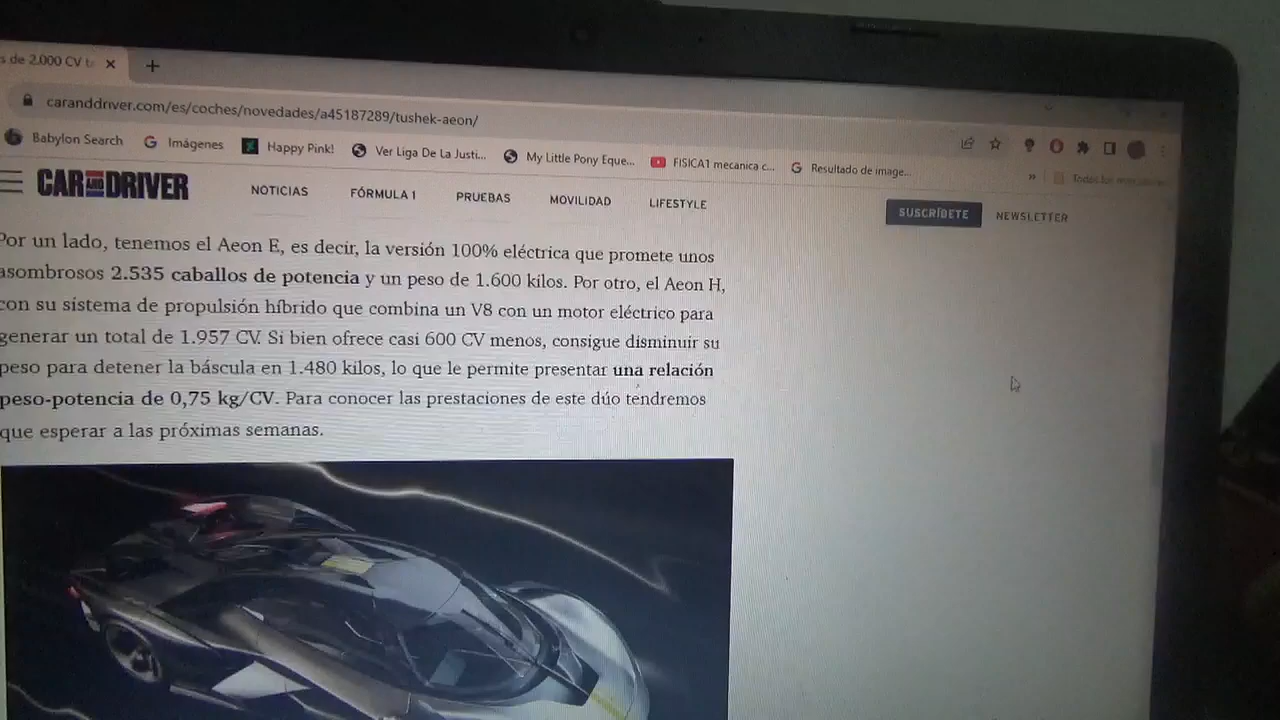 s de 2.000 CV
caranddriver.com/es/coches/novedades/a45187289/tushek-aeon/
Babylon Search
Imágenes
Happy Pink!
Ver Liga De La Justi...
My Little Pony Eque...
FISICA1 mecanica c...
Resultado de image...
»
CAR AND DRIVER
NOTICIAS
FÓRMULA 1
PRUEBAS
MOVILIDAD
LIFESTYLE
SUSCRÍBETE
NEWSLETTER
Por un lado, tenemos el Aeon E, es decir, la versión 100% eléctrica que promete unos
asombrosos 2.535 caballos de potencia y un peso de 1.600 kilos. Por otro, el Aeon H,
con su sistema de propulsión híbrido que combina un V8 con un motor eléctrico para
generar un total de 1.957 CV. Si bien ofrece casi 600 CV menos, consigue disminuir su
peso para detener la báscula en 1.480 kilos, lo que le permite presentar una relación
peso-potencia de 0,75 kg/CV. Para conocer las prestaciones de este dúo tendremos
que esperar a las próximas semanas.